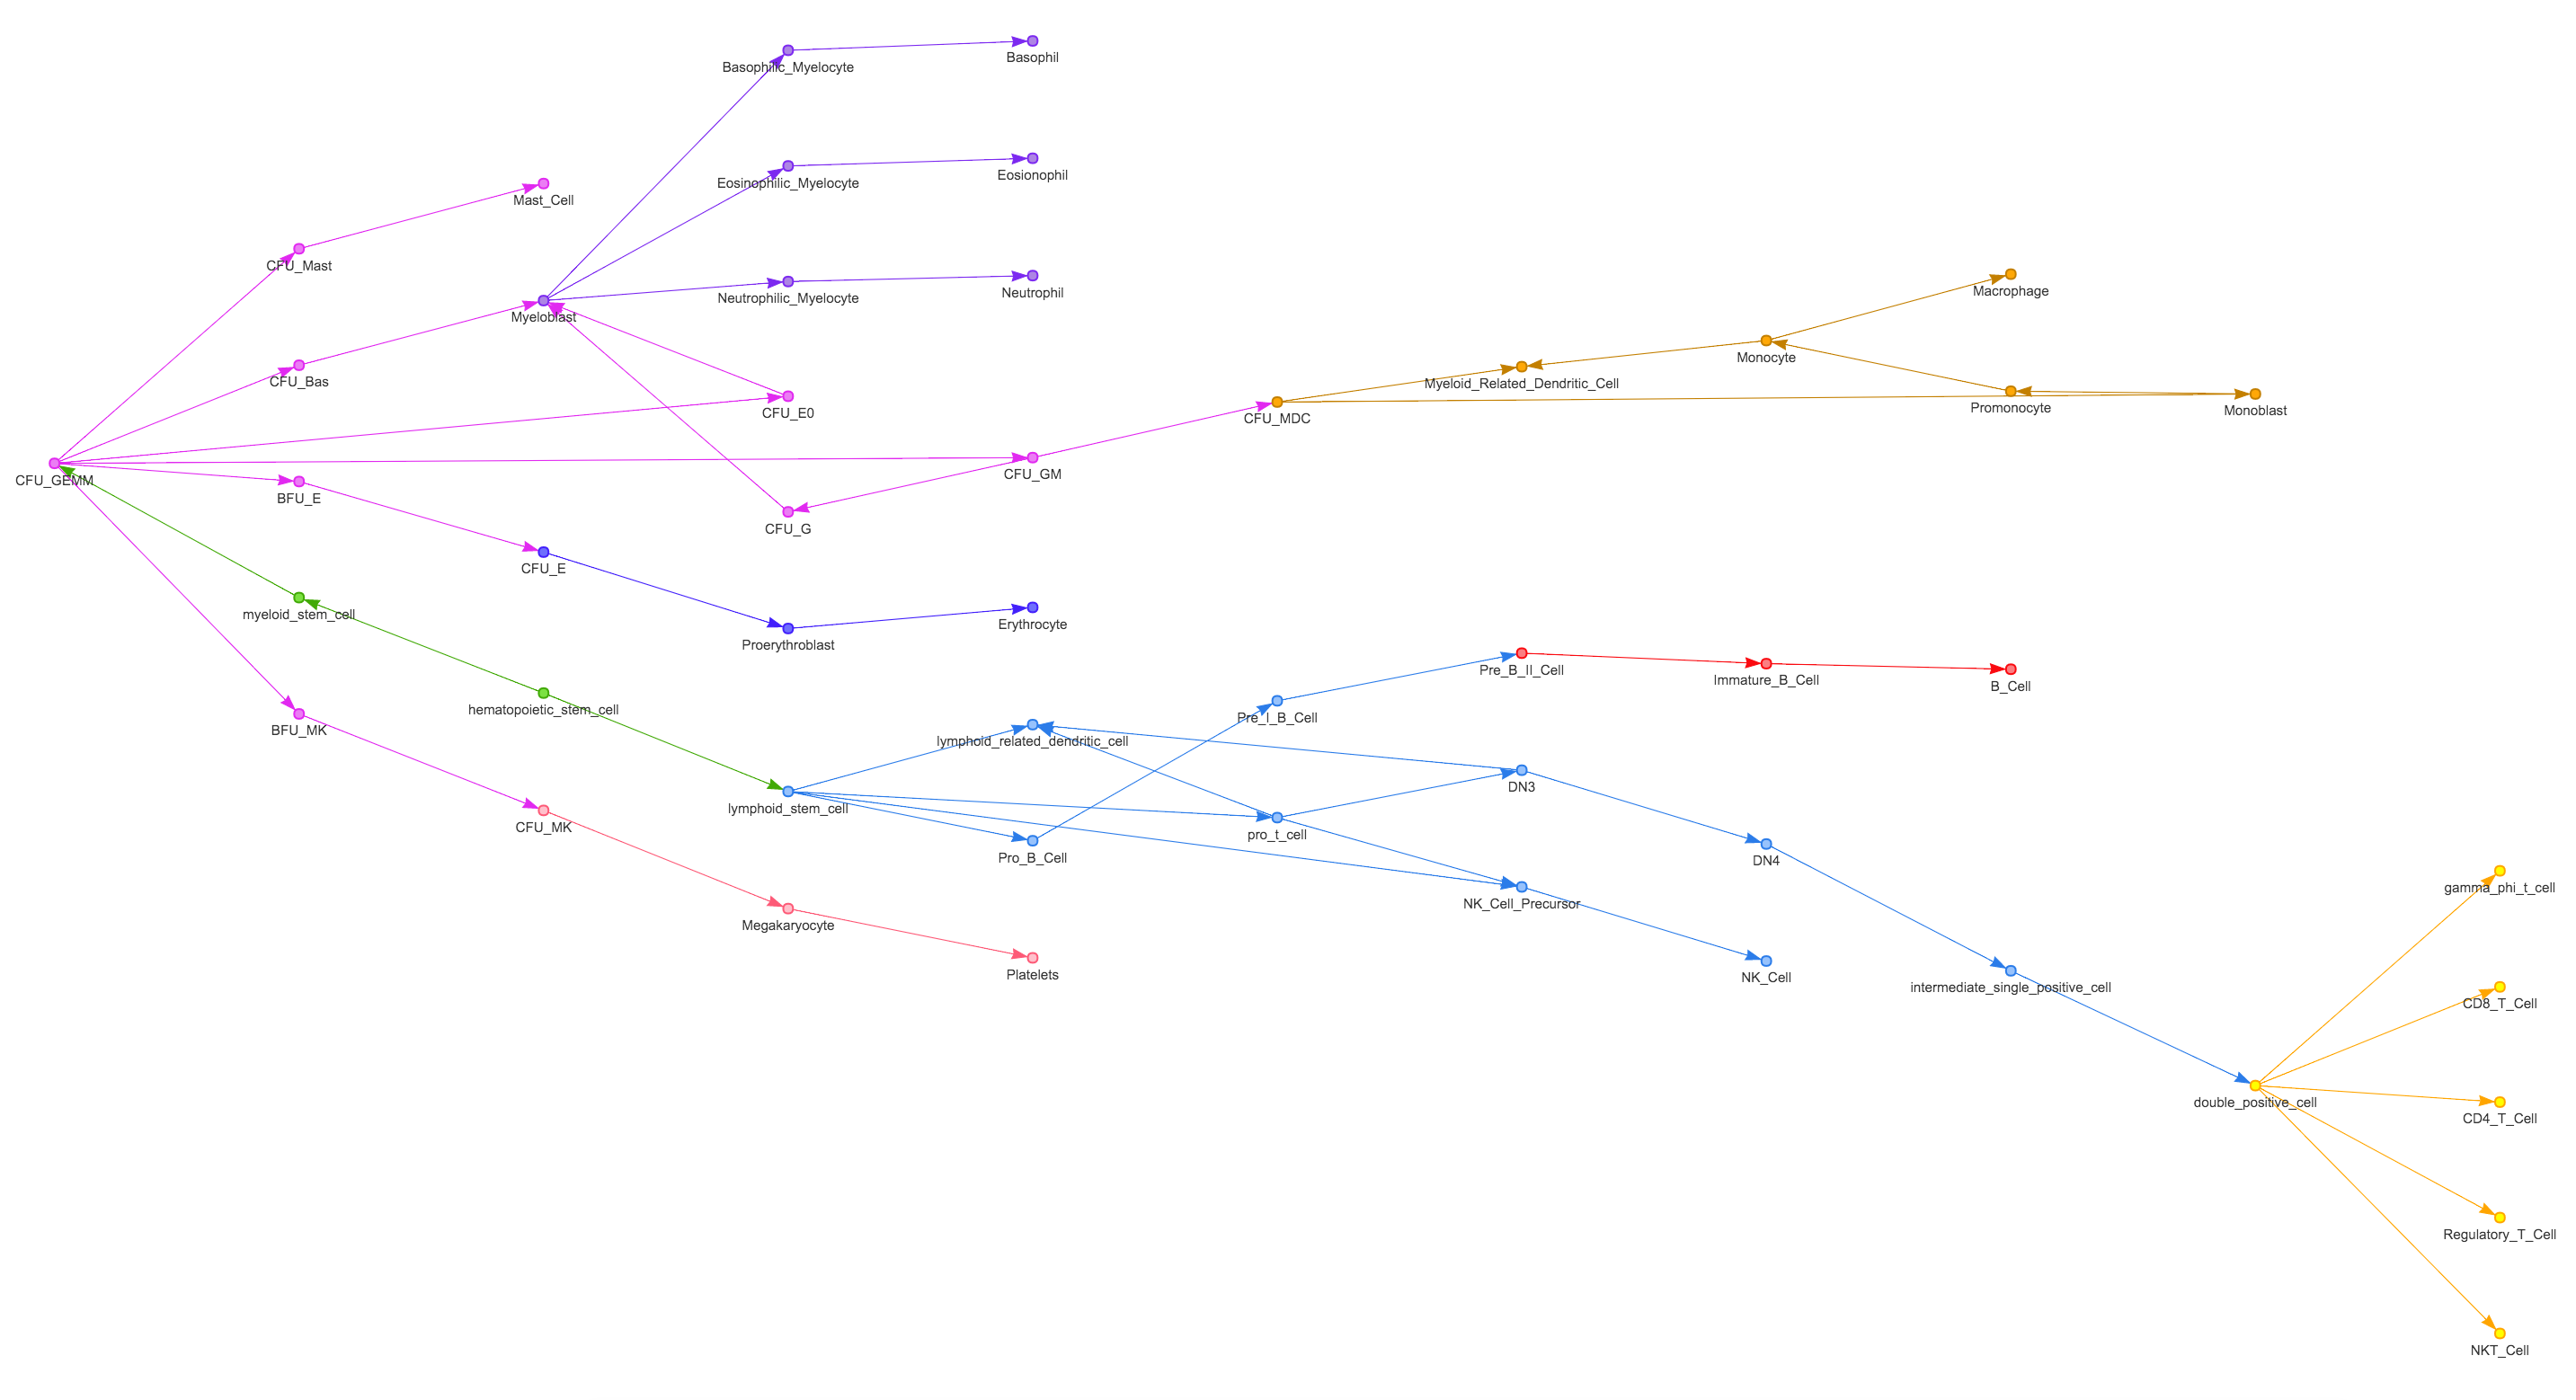 Basophil
Basophilic_Myelocyte
Eosionophil
Eosinophilic_Myelocyte
Mast_Cell
CFU_Mast
Macrophage
Neutrophil
Neutrophilic_Myelocyte
Myeloblast
Monocyte
CFU_Bas
Myeloid_Related_Dendritic_Cell
Promonocyte
Monoblast
CFU_E0
CFU_MDC
CFU_GM
CFU_GEMM
BFU_E
CFU_G
CFU_E
myeloid_stem_cell
Erythrocyte
Proerythroblast
Pre_B_II_Cell
Immature_B_Cell
B_Cell
hematopoietic_stem_cell
Pre_I_B_Cell
BFU_MK
lymphoid_related_dendritic_cell
DN3
lymphoid_stem_cell
CFU_MK
pro_t_cell
Pro_B_Cell
DN4
gamma_phi_t_cell
NK_Cell_Precursor
Megakaryocyte
Platelets
NK_Cell
intermediate_single_positive_cell
CD8_T_Cell
double_positive_cell
CD4_T_Cell
Regulatory_T_Cell
NKT_Cell